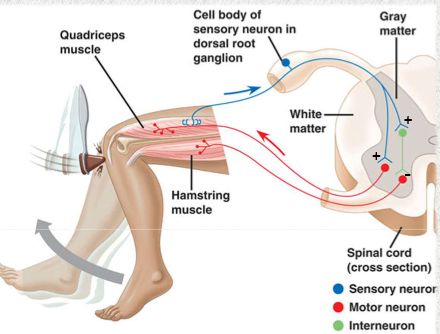 Quadriceps
muscle
Cell body of
sensory neuron in
dorsal root
ganglion
Gray
matter
White
matter
+
+
-
Hamstring
muscle
Spinal cord
(cross section)
Sensory neuron
Motor neuron
Interneuron